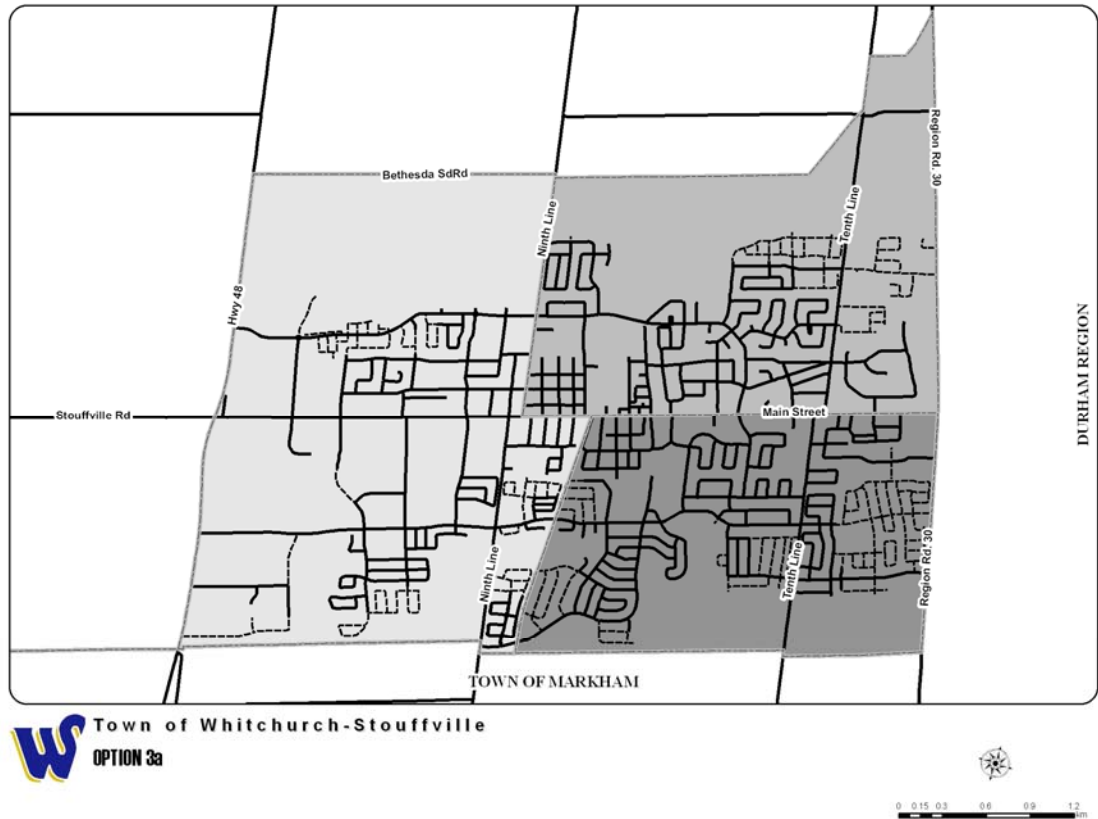 Bethesda SdRd
Region Rd. 30
Ninth Line
Tenth Line
Hwy 48
Stouffville Rd
Main Street
DURHAM REGION
Ninth Line
Tenth Line
Region Rd. 30
TOWN OF MARKHAM
WS Town of Whitchurch-Stouffville
OPTION 3a
0 0.15 0.3 0.6 0.9 1.2
km